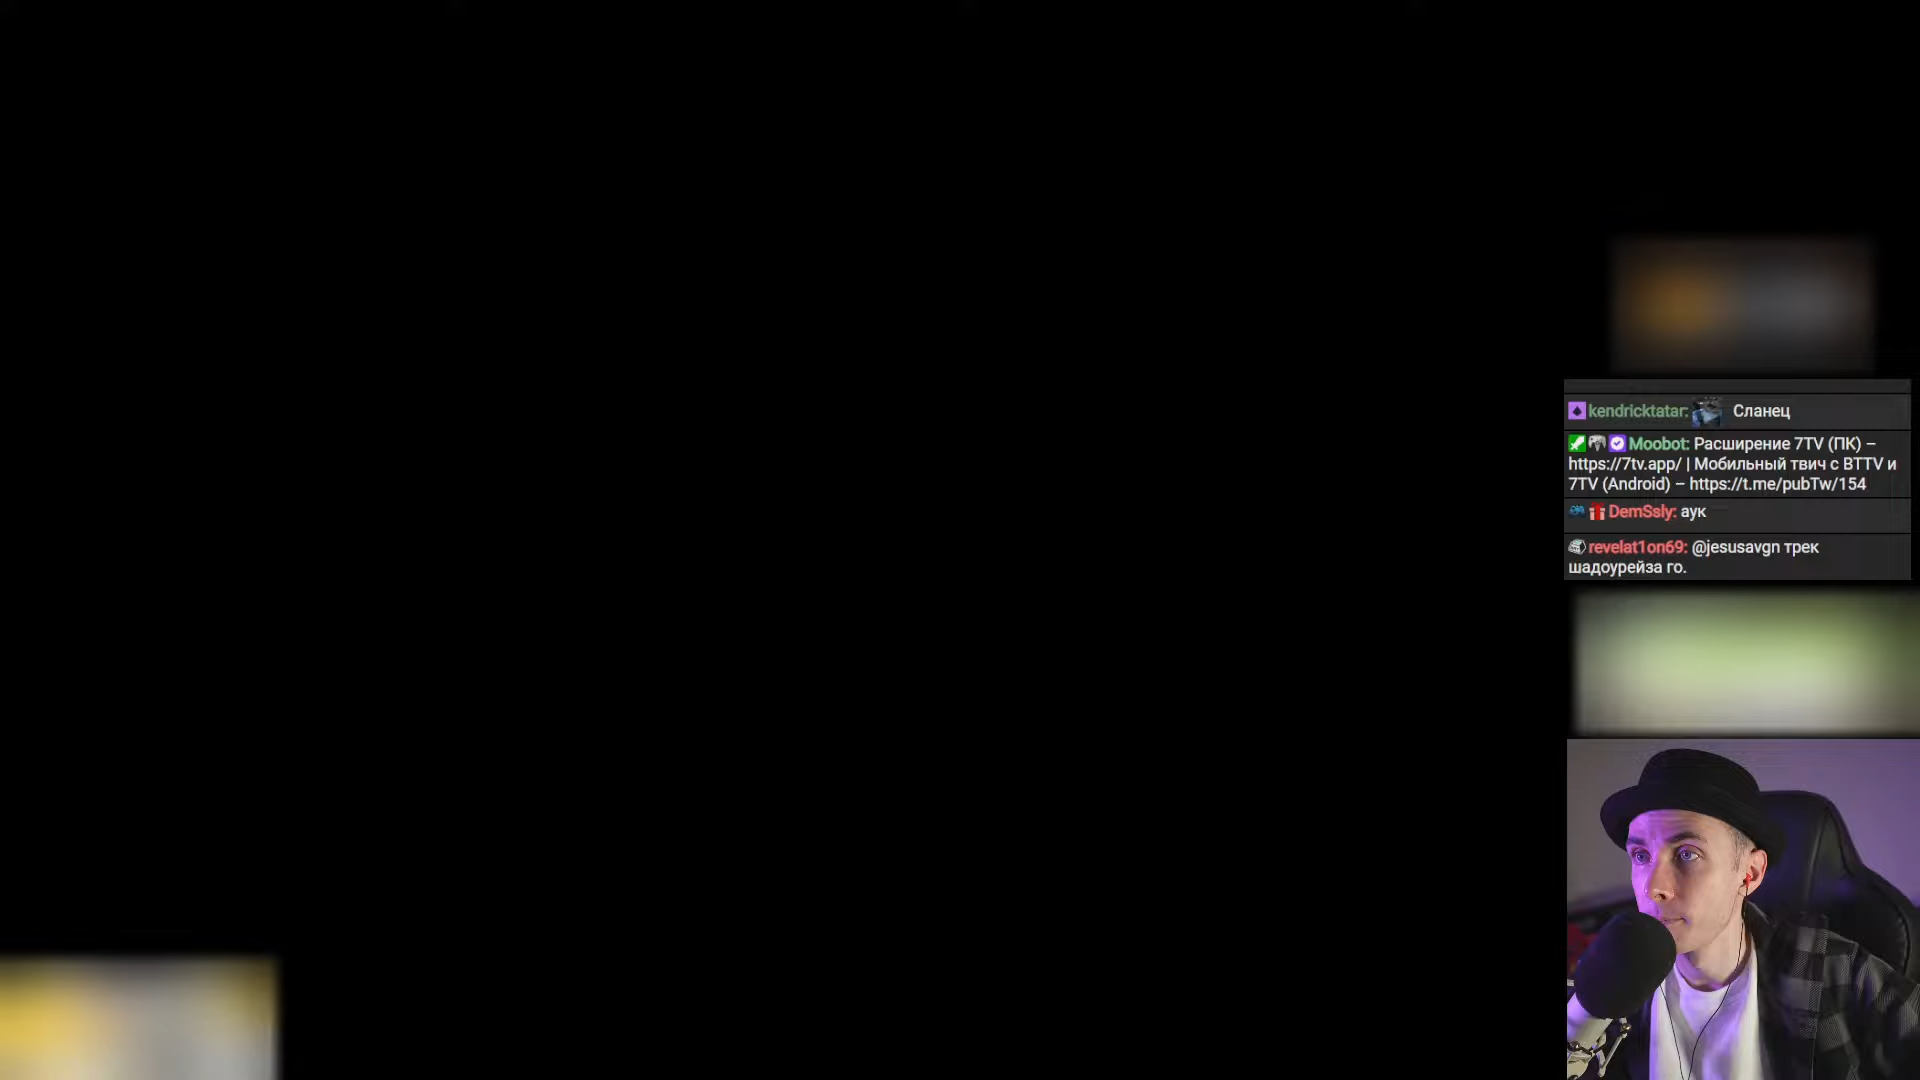 kendricktatar: Сланец
Moobot: Расширение 7TV (ПК) –
https://7tv.app/ | Мобильный твич с BTTV и
7TV (Android) – https://t.me/pubTw/154
DemSsly: аук
revelat1on69: @jesusavgn трек
шадоурейза го.